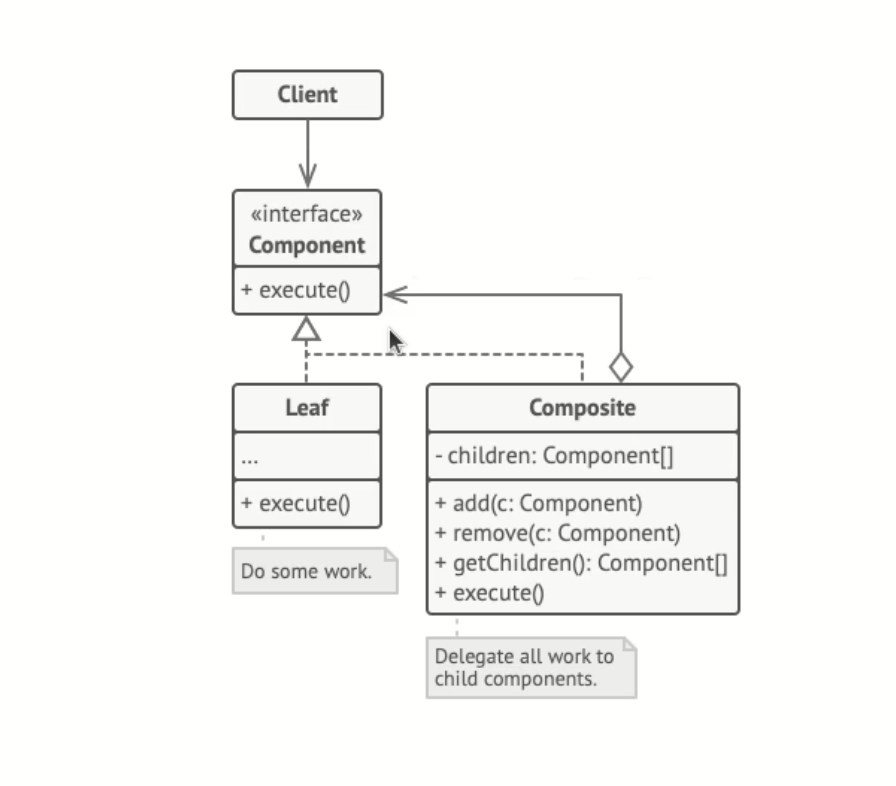 Client
«interface»
Component
+ execute()
Leaf
...
+ execute()
Do some work.
Composite
- children: Component[]
+ add(c: Component)
+ remove(c: Component)
+ getChildren(): Component[]
+ execute()
Delegate all work to
child components.